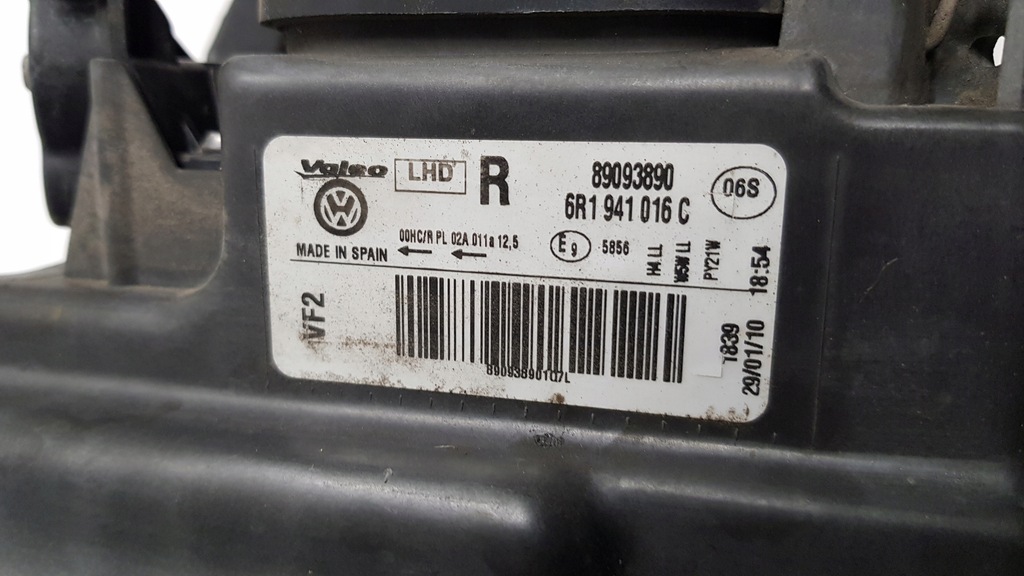 Valeo LHD R 89093890 06S
6R1 941 016 C
00HC/R PL 02A 011a 12,5 E9 5856
MADE IN SPAIN
H4 LL
W5W LL
PY21W
18:54
VF2
1839
29/01/10
890938901Q7L